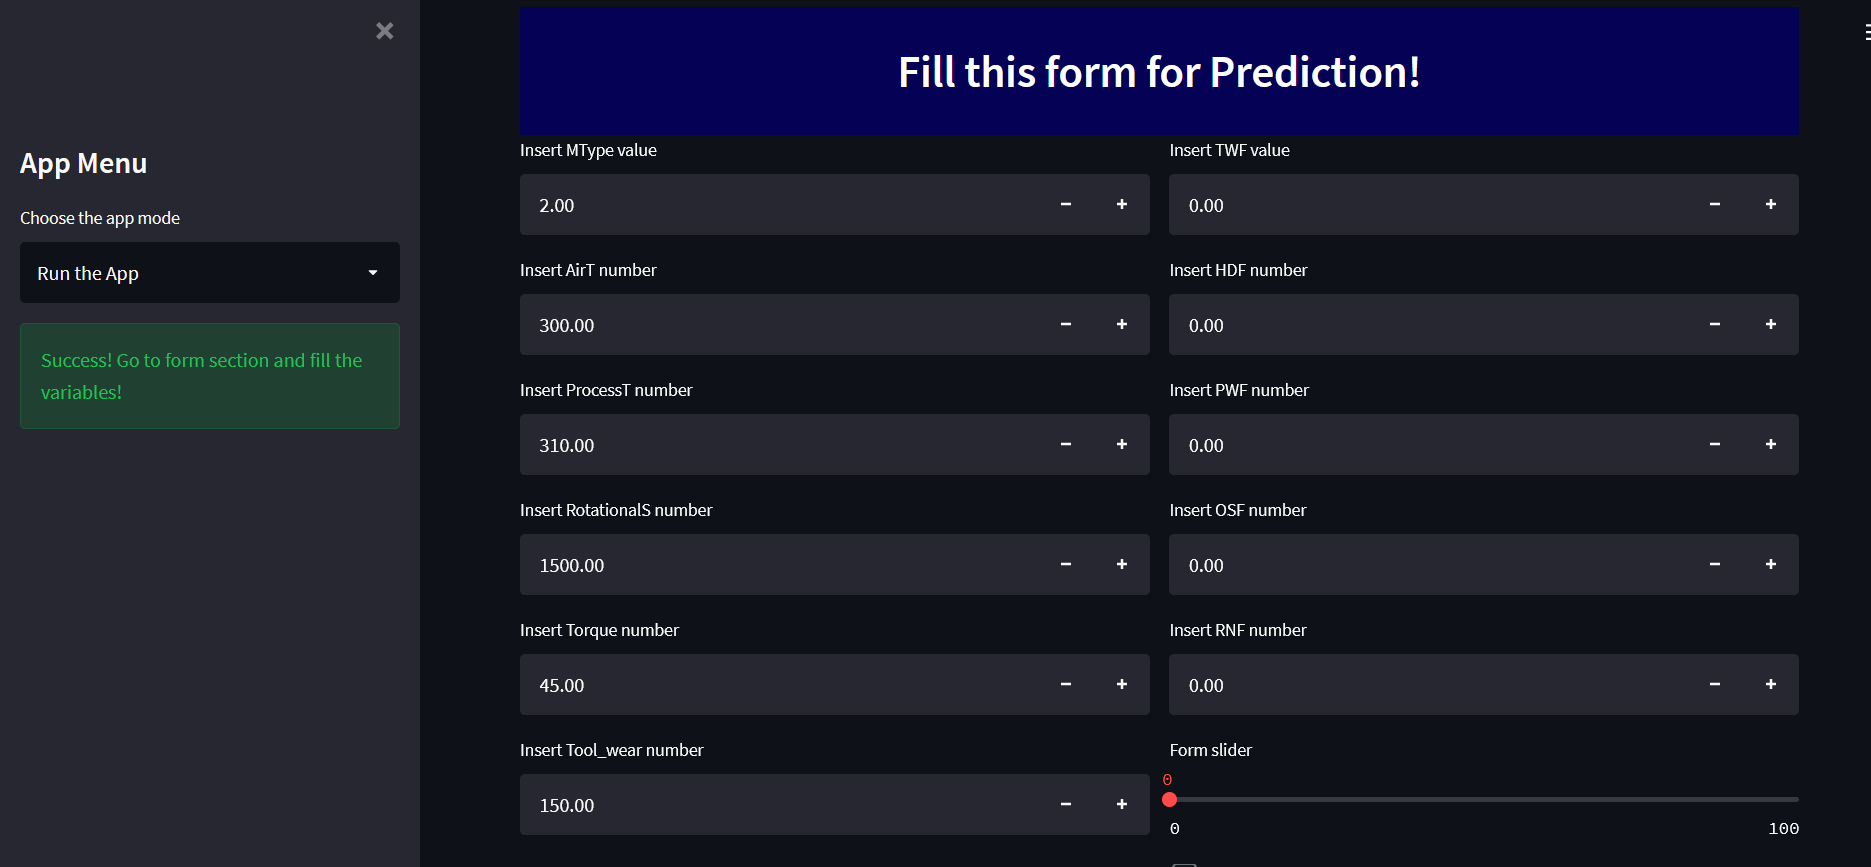 App Menu
Choose the app mode
Run the App
Success! Go to form section and fill the
variables!
Fill this form for Prediction!
Insert MType value
2.00
Insert AirT number
300.00
Insert ProcessT number
310.00
Insert RotationalS number
1500.00
Insert Torque number
45.00
Insert Tool_wear number
150.00
Insert TWF value
0.00
Insert HDF number
0.00
Insert PWF number
0.00
Insert OSF number
0.00
Insert RNF number
0.00
Form slider
0
0 100